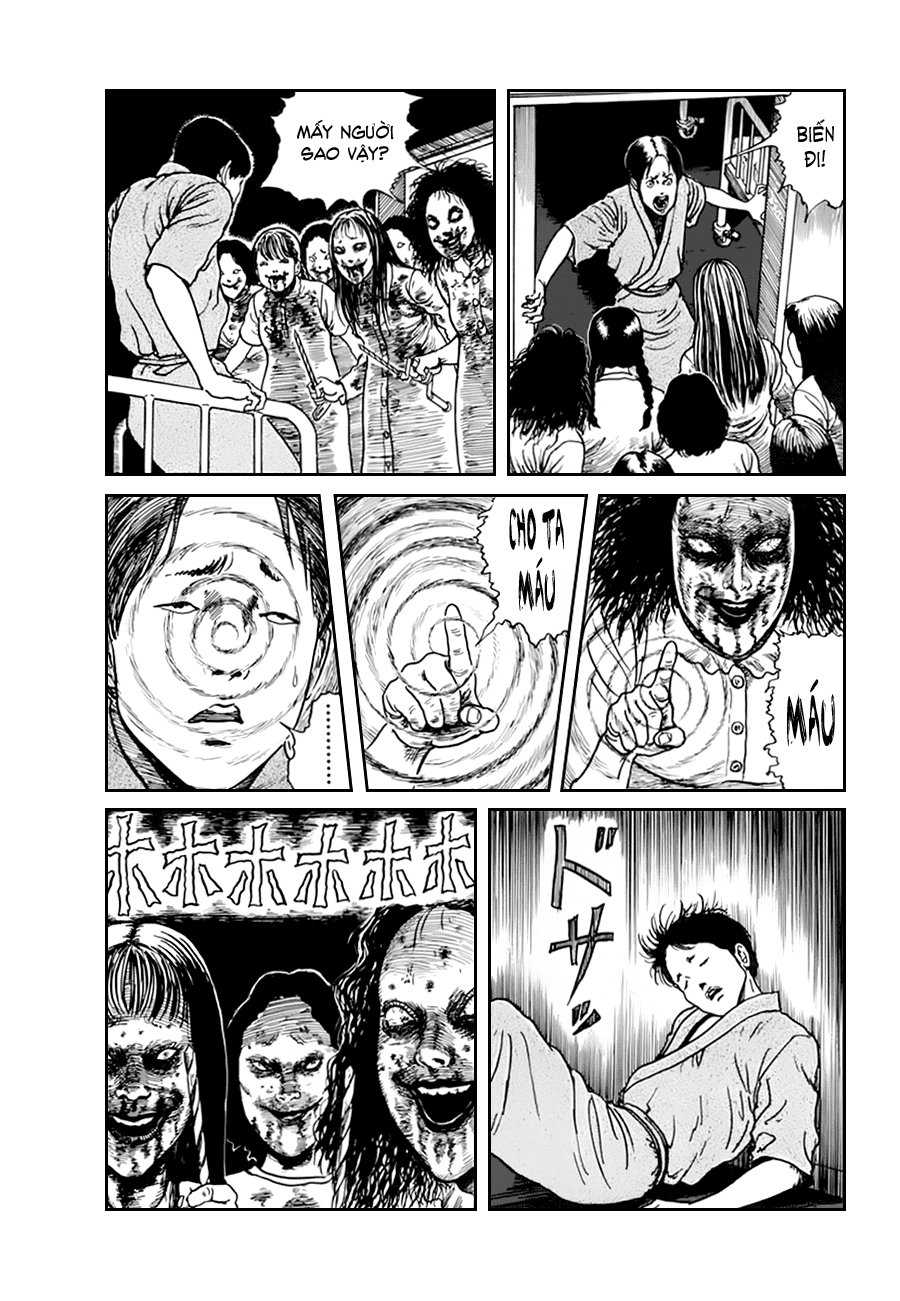 BIẾN
ĐI!
MẤY NGƯỜI
SAO VẬY?
MÁU
CHO TA
MÁU
.........
ドサッ
ホホホホホホ